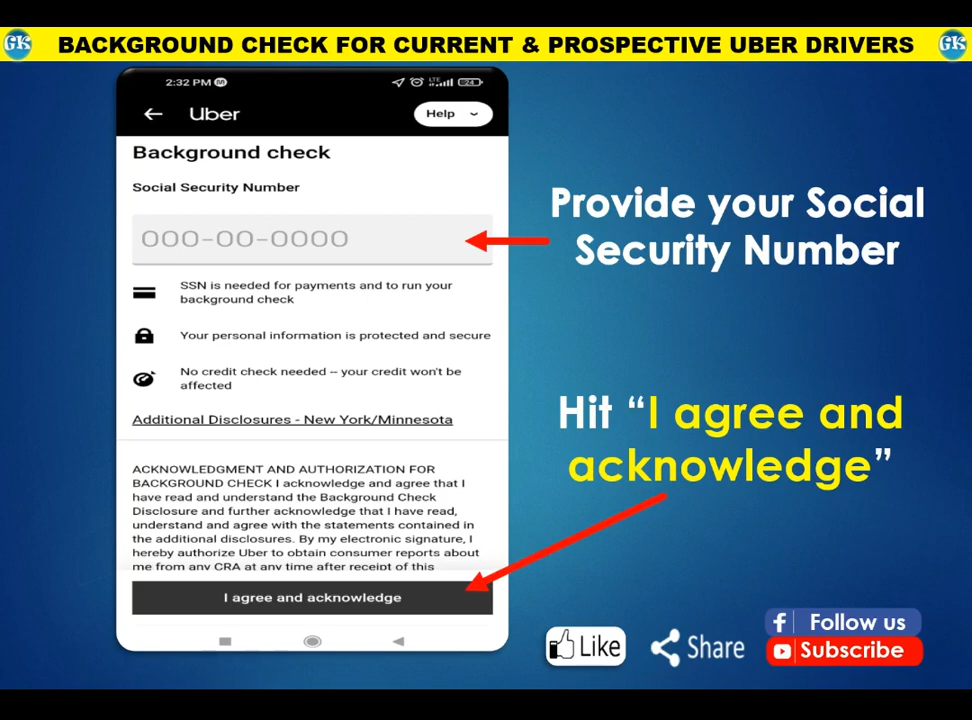 GK BACKGROUND CHECK FOR CURRENT & PROSPECTIVE UBER DRIVERS GK
2:32 PM
LTE 24
Uber
Help
Background check
Social Security Number
000-00-0000
SSN is needed for payments and to run your
background check
Your personal information is protected and secure
No credit check needed – your credit won't be
affected
Additional Disclosures - New York/Minnesota
ACKNOWLEDGMENT AND AUTHORIZATION FOR
BACKGROUND CHECK I acknowledge and agree that I
have read and understand the Background Check
Disclosure and further acknowledge that I have read,
understand and agree with the statements contained in
the additional disclosures. By my electronic signature, I
hereby authorize Uber to obtain consumer reports about
me from any CRA at any time after receipt of this
I agree and acknowledge
Provide your Social
Security Number
Hit “I agree and
acknowledge”
Like
Share
f Follow us
Subscribe